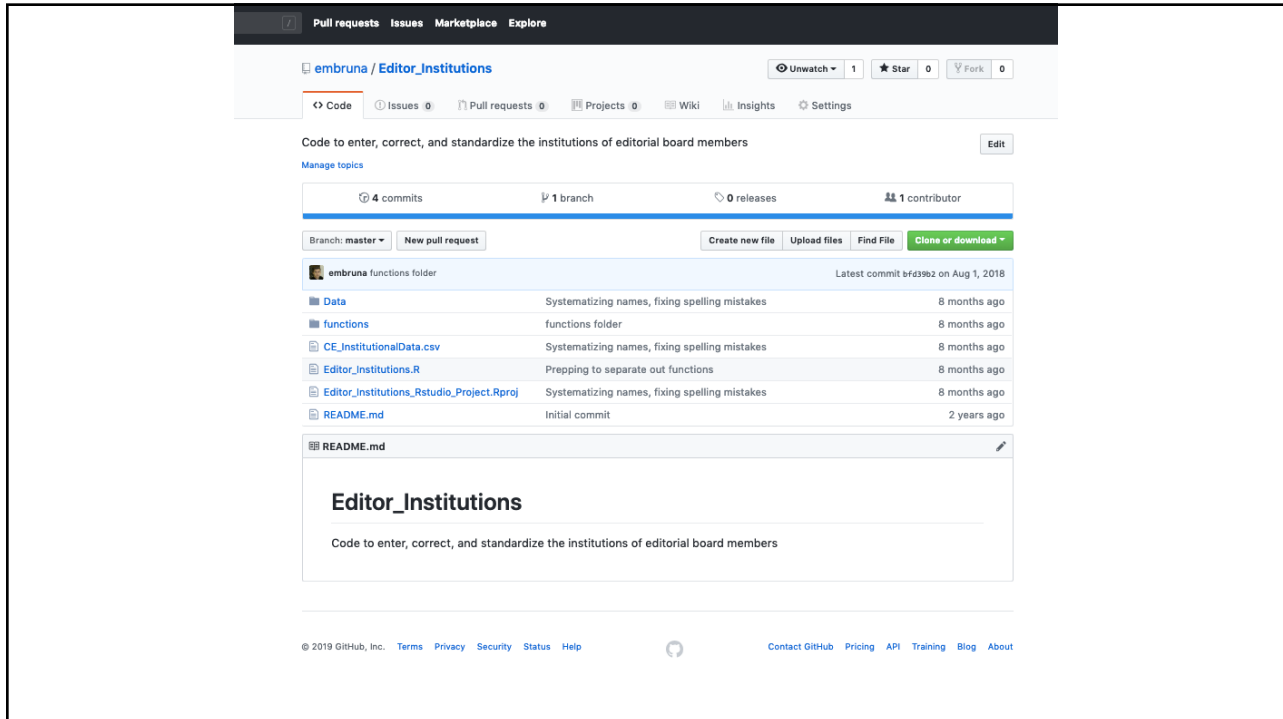 / Pull requests Issues Marketplace Explore
embruna / Editor_Institutions Unwatch 1 Star 0 Fork 0
Code Issues 0 Pull requests 0 Projects 0 Wiki Insights Settings
Code to enter, correct, and standardize the institutions of editorial board members Edit
Manage topics
4 commits 1 branch 0 releases 1 contributor
Branch: master New pull request Create new file Upload files Find File Clone or download
embruna functions folder Latest commit bfd39b2 on Aug 1, 2018
Data Systematizing names, fixing spelling mistakes 8 months ago
functions functions folder 8 months ago
CE_InstitutionalData.csv Systematizing names, fixing spelling mistakes 8 months ago
Editor_Institutions.R Prepping to separate out functions 8 months ago
Editor_Institutions_Rstudio_Project.Rproj Systematizing names, fixing spelling mistakes 8 months ago
README.md Initial commit 2 years ago
README.md
Editor_Institutions
Code to enter, correct, and standardize the institutions of editorial board members
© 2019 GitHub, Inc. Terms Privacy Security Status Help Contact GitHub Pricing API Training Blog About